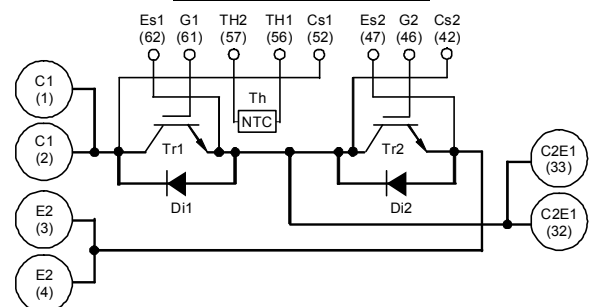 Es1 G1 TH2 TH1 Cs1 Es2 G2 Cs2
(62) (61) (57) (56) (52) (47) (46) (42)
C1
(1)
Th
NTC
C1
(2)
Tr1
Tr2
C2E1
(33)
Di1
Di2
E2
(3)
C2E1
(32)
E2
(4)